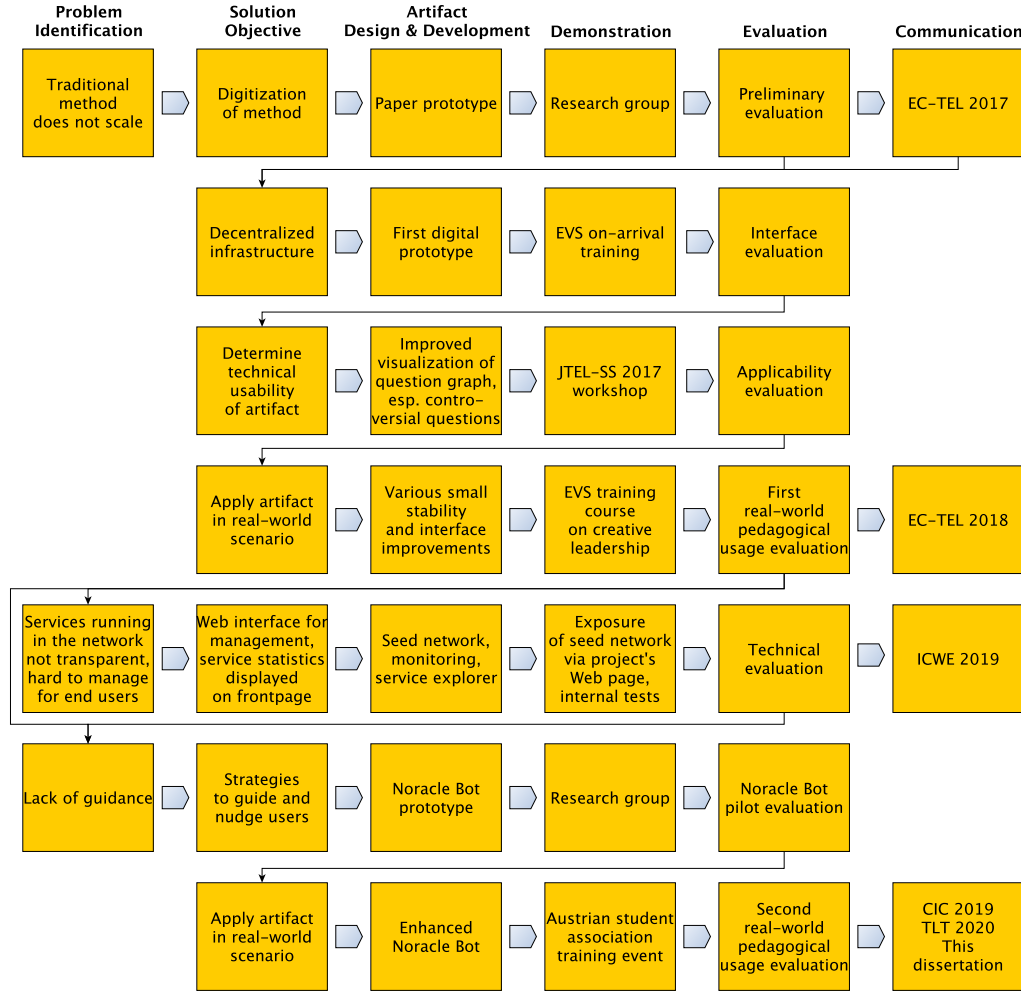 Problem
Identification
Solution
Objective
Artifact
Design & Development
Demonstration
Evaluation
Communication
Traditional
method
does not scale
Digitization
of method
Paper prototype
Research group
Preliminary
evaluation
EC-TEL 2017
Decentralized
infrastructure
First digital
prototype
EVS on-arrival
training
Interface
evaluation
Determine
technical
usability
of artifact
Improved
visualization of
question graph,
esp. contro-
versial questions
JTEL-SS 2017
workshop
Applicability
evaluation
Apply artifact
in real-world
scenario
Various small
stability
and interface
improvements
EVS training
course
on creative
leadership
First
real-world
pedagogical
usage evaluation
EC-TEL 2018
Services running
in the network
not transparent,
hard to manage
for end users
Web interface for
management,
service statistics
displayed
on frontpage
Seed network,
monitoring,
service explorer
Exposure
of seed network
via project's
Web page,
internal tests
Technical
evaluation
ICWE 2019
Lack of guidance
Strategies
to guide and
nudge users
Noracle Bot
prototype
Research group
Noracle Bot
pilot evaluation
Apply artifact
in real-world
scenario
Enhanced
Noracle Bot
Austrian student
association
training event
Second
real-world
pedagogical
usage evaluation
CIC 2019
TLT 2020
This
dissertation